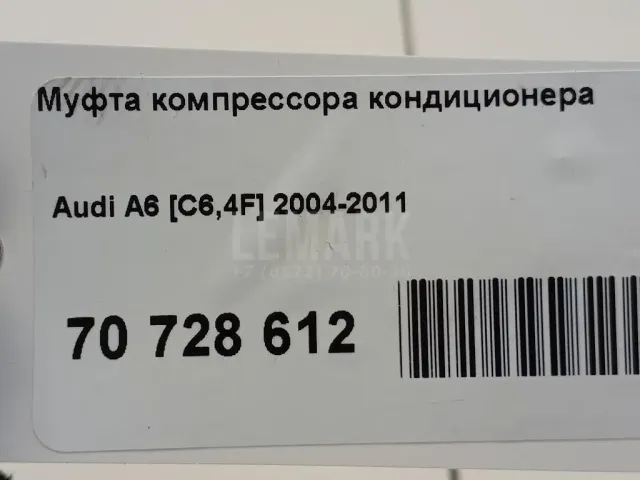 Муфта компрессора кондиционера
Audi A6 [C6,4F] 2004-2011
LEMARK
70 728 612